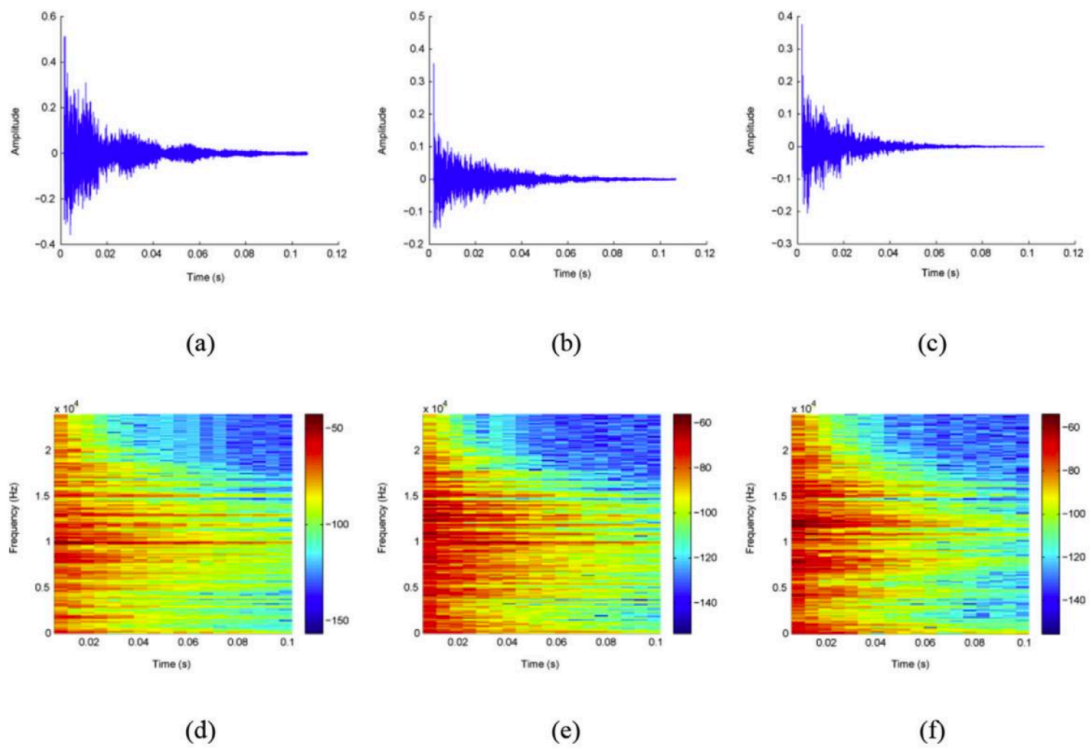 0.6
0.4
0.2
0
−0.2
−0.4
Amplitude
0 0.02 0.04 0.06 0.08 0.1 0.12
Time (s)
(a)
0.5
0.4
0.3
0.2
0.1
0
−0.1
−0.2
Amplitude
0 0.02 0.04 0.06 0.08 0.1 0.12
Time (s)
(b)
0.4
0.3
0.2
0.1
0
−0.1
−0.2
−0.3
Amplitude
0 0.02 0.04 0.06 0.08 0.1 0.12
Time (s)
(c)
x 10⁴
2
1.5
1
0.5
0
Frequency (Hz)
0.02 0.04 0.06 0.08 0.1
Time (s)
−50
−100
−150
(d)
x 10⁴
2
1.5
1
0.5
0
Frequency (Hz)
0.02 0.04 0.06 0.08 0.1
Time (s)
−60
−80
−100
−120
−140
(e)
x 10⁴
2
1.5
1
0.5
0
Frequency (Hz)
0.02 0.04 0.06 0.08 0.1
Time (s)
−60
−80
−100
−120
−140
(f)